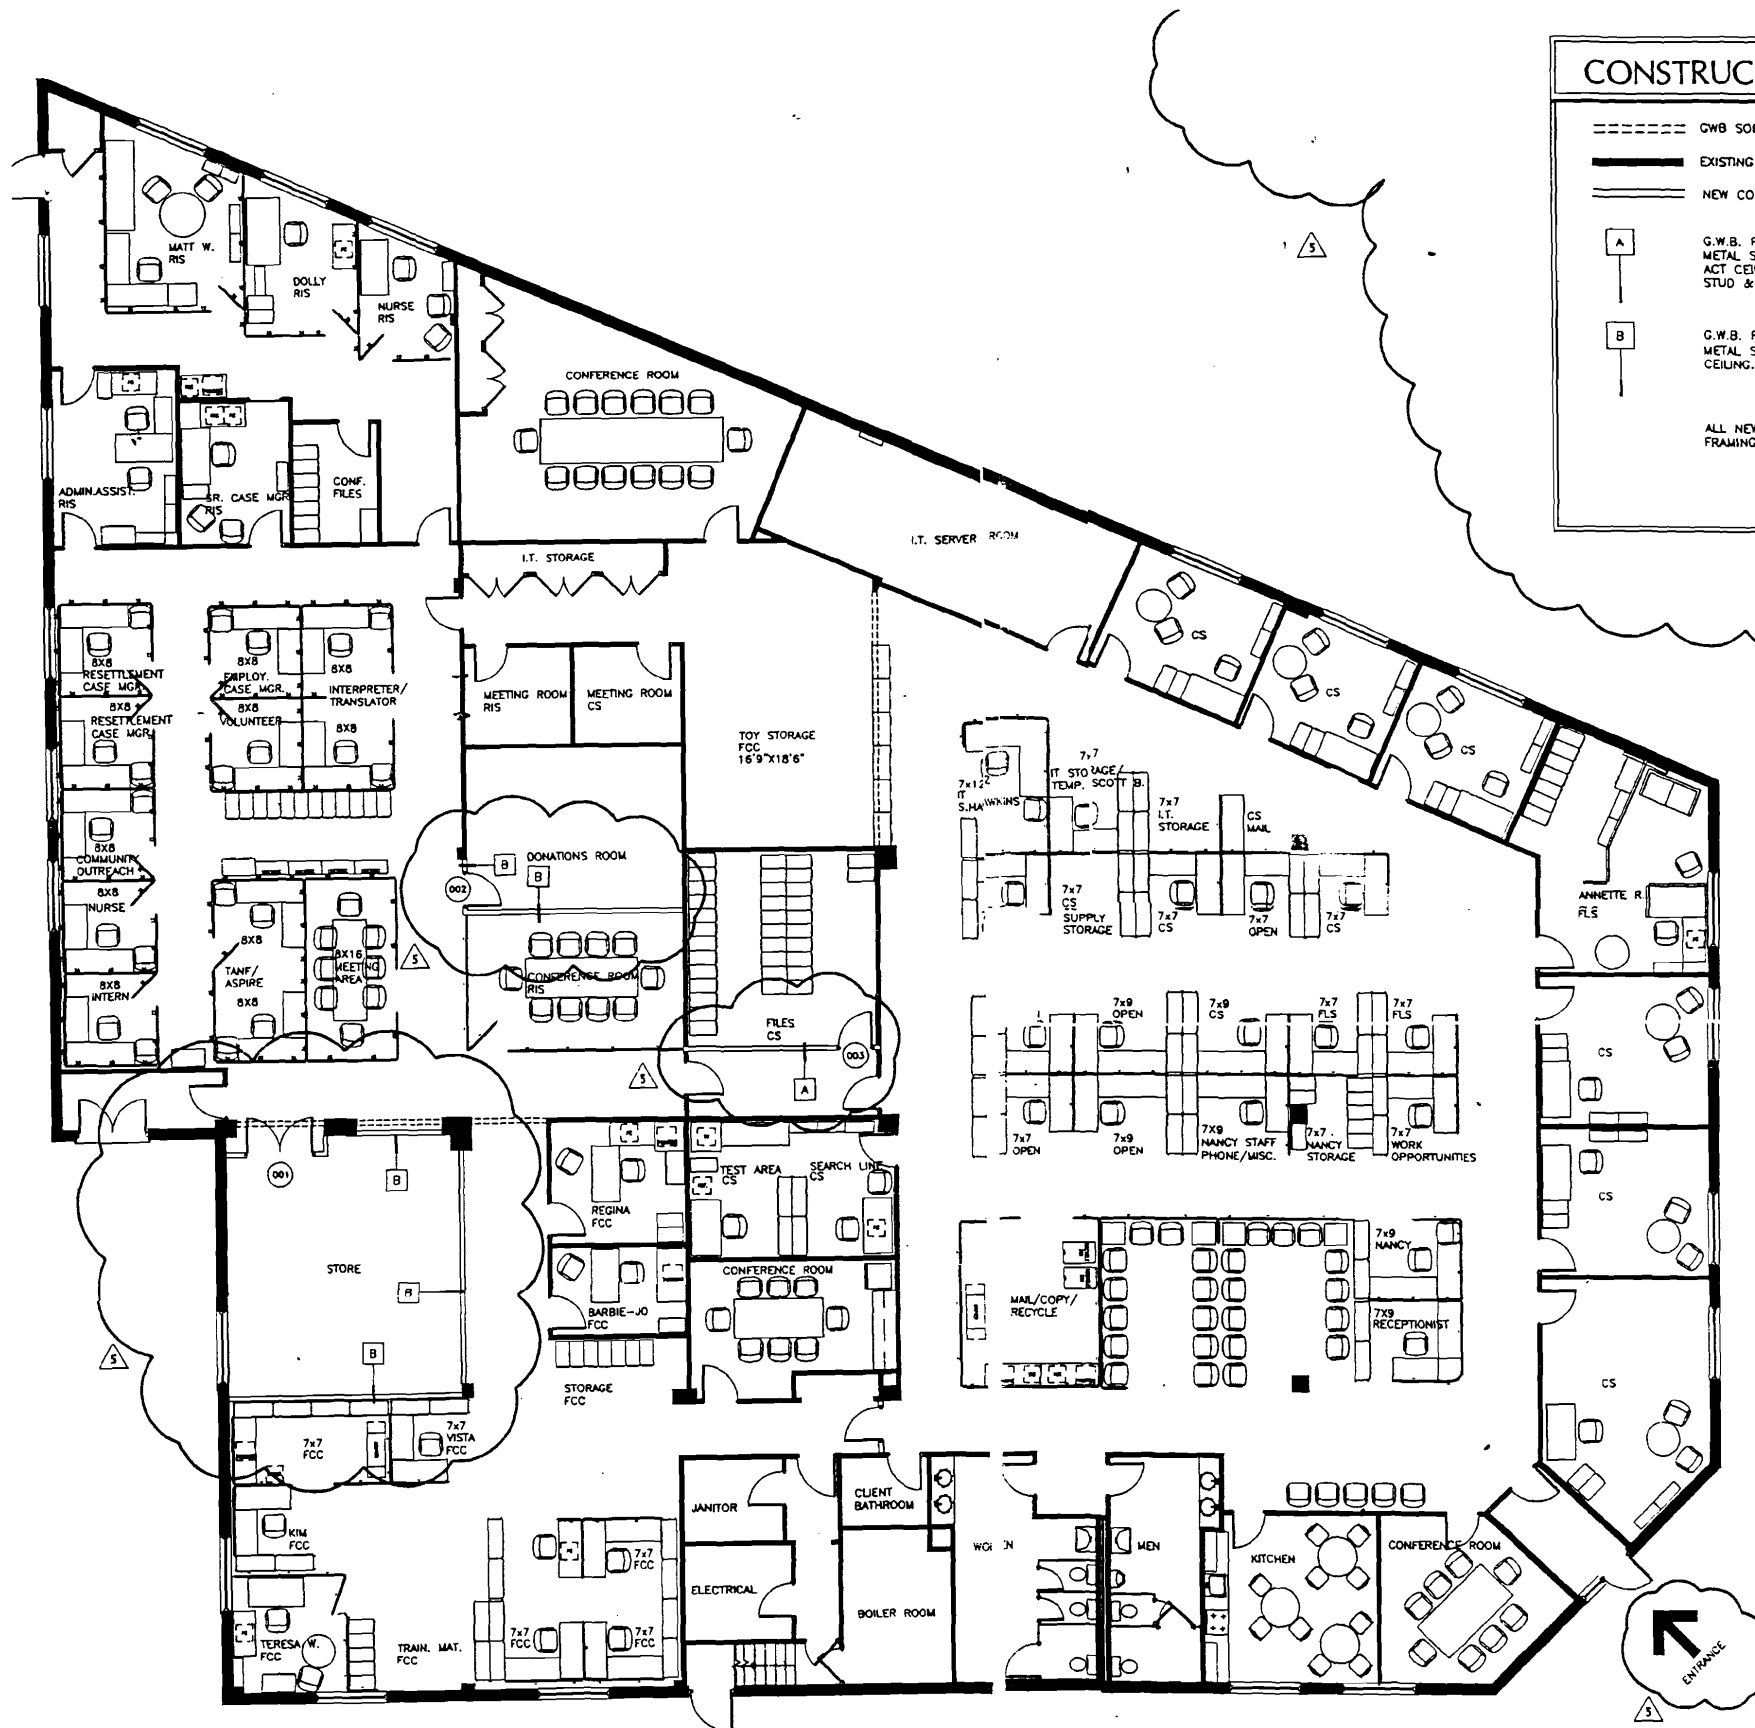 CONSTRUC
GWB
EXISTING
NEW CO
A
G.W.B.
METAL S
STUD &
B
G.W.B.
METAL S
CEILING.
ALL NEW
FRAMING
5
MATT W.
RIS
DOLLY
RIS
NURSE
RIS
CONFERENCE ROOM
ADMIN.ASSIST.
RIS
SR. CASE MGR
RIS
CONF.
FILES
I.T. STORAGE
I.T. SERVER ROOM
CS
CS
CS
8X8
RESETTLEMENT
CASE MGR.
8X8
RESETTLEMENT
CASE MGR.
8X8
EMPLOY.
CASE MGR.
8X8
VOLUNTEER
8X8
INTERPRETER/
TRANSLATOR
8X8
MEETING ROOM
RIS
MEETING ROOM
CS
TOY STORAGE
FCC
16'9"X18'6"
8X8
COMMUNITY
OUTREACH
8X8
NURSE
8X8
INTERN
8X8
TANF/
ASPIRE
8X8
8X16
MEETING
AREA
002
B
B
DONATIONS ROOM
5
CONFERENCE ROOM
RIS
FILES
CS
003
A
5
7x12
IT
S.HAWKINS
7x7
IT STORAGE/
TEMP. SCOTT B.
7x7
I.T.
STORAGE
CS
MAIL
7x7
CS
SUPPLY
STORAGE
7x7
CS
7x7
OPEN
7x7
CS
ANNETTE R.
FLS
7x9
OPEN
7x9
CS
7x7
FLS
7x7
FLS
7x7
OPEN
7x9
OPEN
7X9
NANCY STAFF
PHONE/MISC.
7x7
NANCY
STORAGE
7x7
WORK
OPPORTUNITIES
CS
CS
CS
001
B
STORE
B
B
5
REGINA
FCC
BARBIE-JO
FCC
STORAGE
FCC
TEST AREA
CS
SEARCH LINE
CS
CONFERENCE ROOM
MAIL/COPY/
RECYCLE
7x9
NANCY
7X9
RECEPTIONIST
7x7
FCC
7x7
VISTA
FCC
KIM
FCC
TERESA W.
FCC
TRAIN. MAT.
FCC
7x7
FCC
7x7
FCC
7x7
FCC
JANITOR
ELECTRICAL
CLIENT
BATHROOM
BOILER ROOM
MEN
KITCHEN
CONFERENCE ROOM
ENTRANCE
5